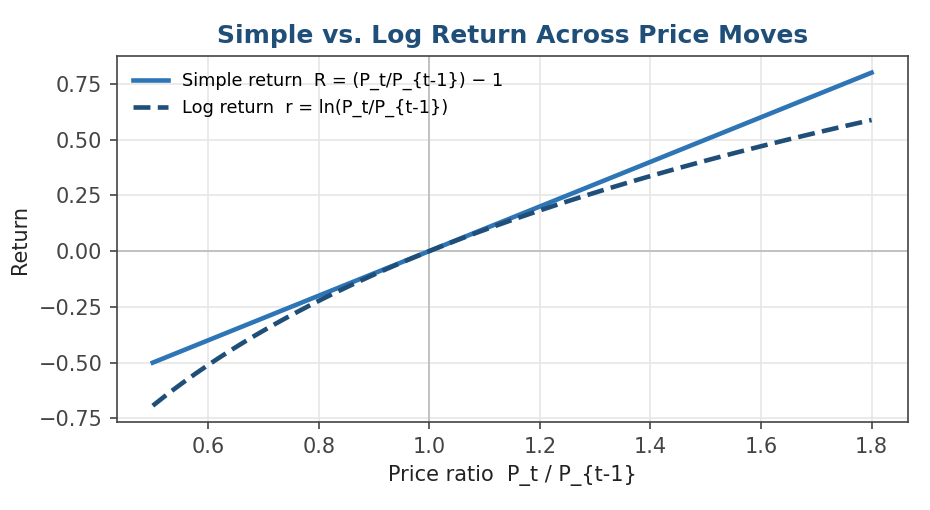 Simple vs. Log Return Across Price Moves
Simple return  R = (P_t/P_{t-1}) − 1
Log return  r = ln(P_t/P_{t-1})
Return
0.75
0.50
0.25
0.00
−0.25
−0.50
−0.75
0.6 0.8 1.0 1.2 1.4 1.6 1.8
Price ratio  P_t / P_{t-1}